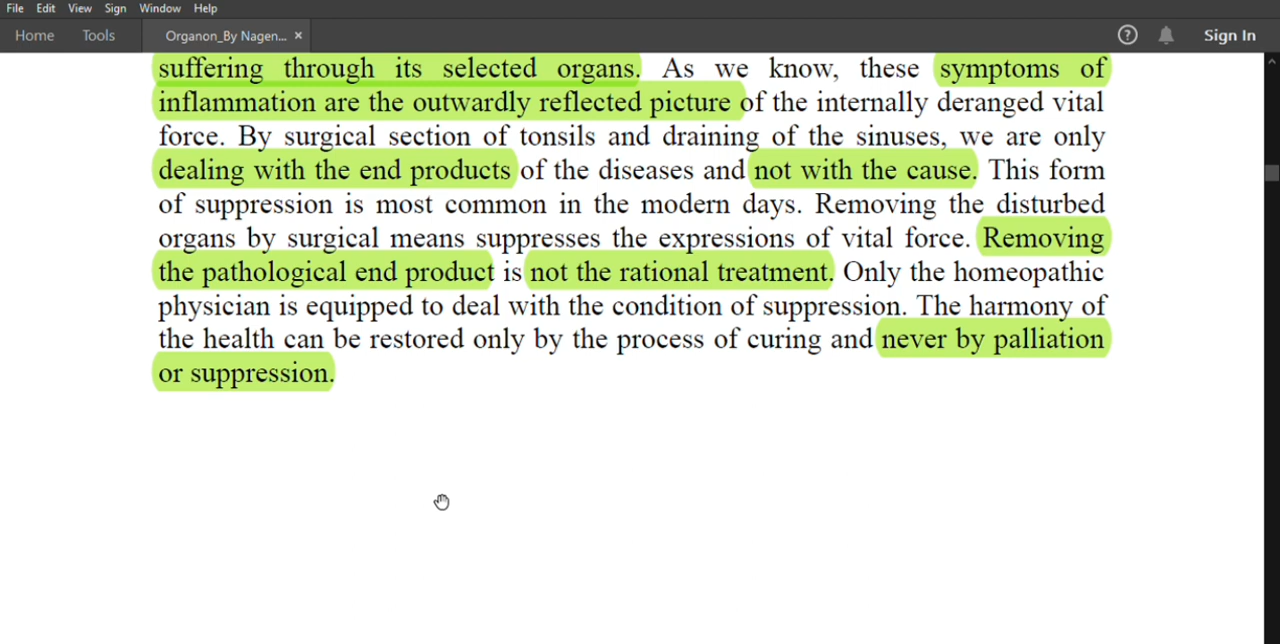 File Edit View Sign Window Help
Home Tools Organon_By Nagen... × ? Sign In
suffering through its selected organs. As we know, these symptoms of
inflammation are the outwardly reflected picture of the internally deranged vital
force. By surgical section of tonsils and draining of the sinuses, we are only
dealing with the end products of the diseases and not with the cause. This form
of suppression is most common in the modern days. Removing the disturbed
organs by surgical means suppresses the expressions of vital force. Removing
the pathological end product is not the rational treatment. Only the homeopathic
physician is equipped to deal with the condition of suppression. The harmony of
the health can be restored only by the process of curing and never by palliation
or suppression.